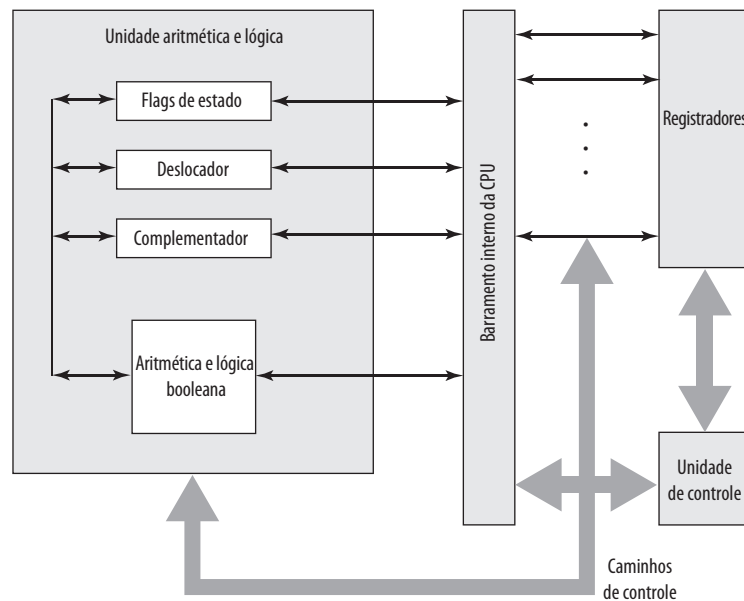 Unidade aritmética e lógica
Flags de estado
Deslocador
Complementador
Aritmética e lógica
booleana
Barramento interno da CPU
Registradores
Unidade
de controle
Caminhos
de controle